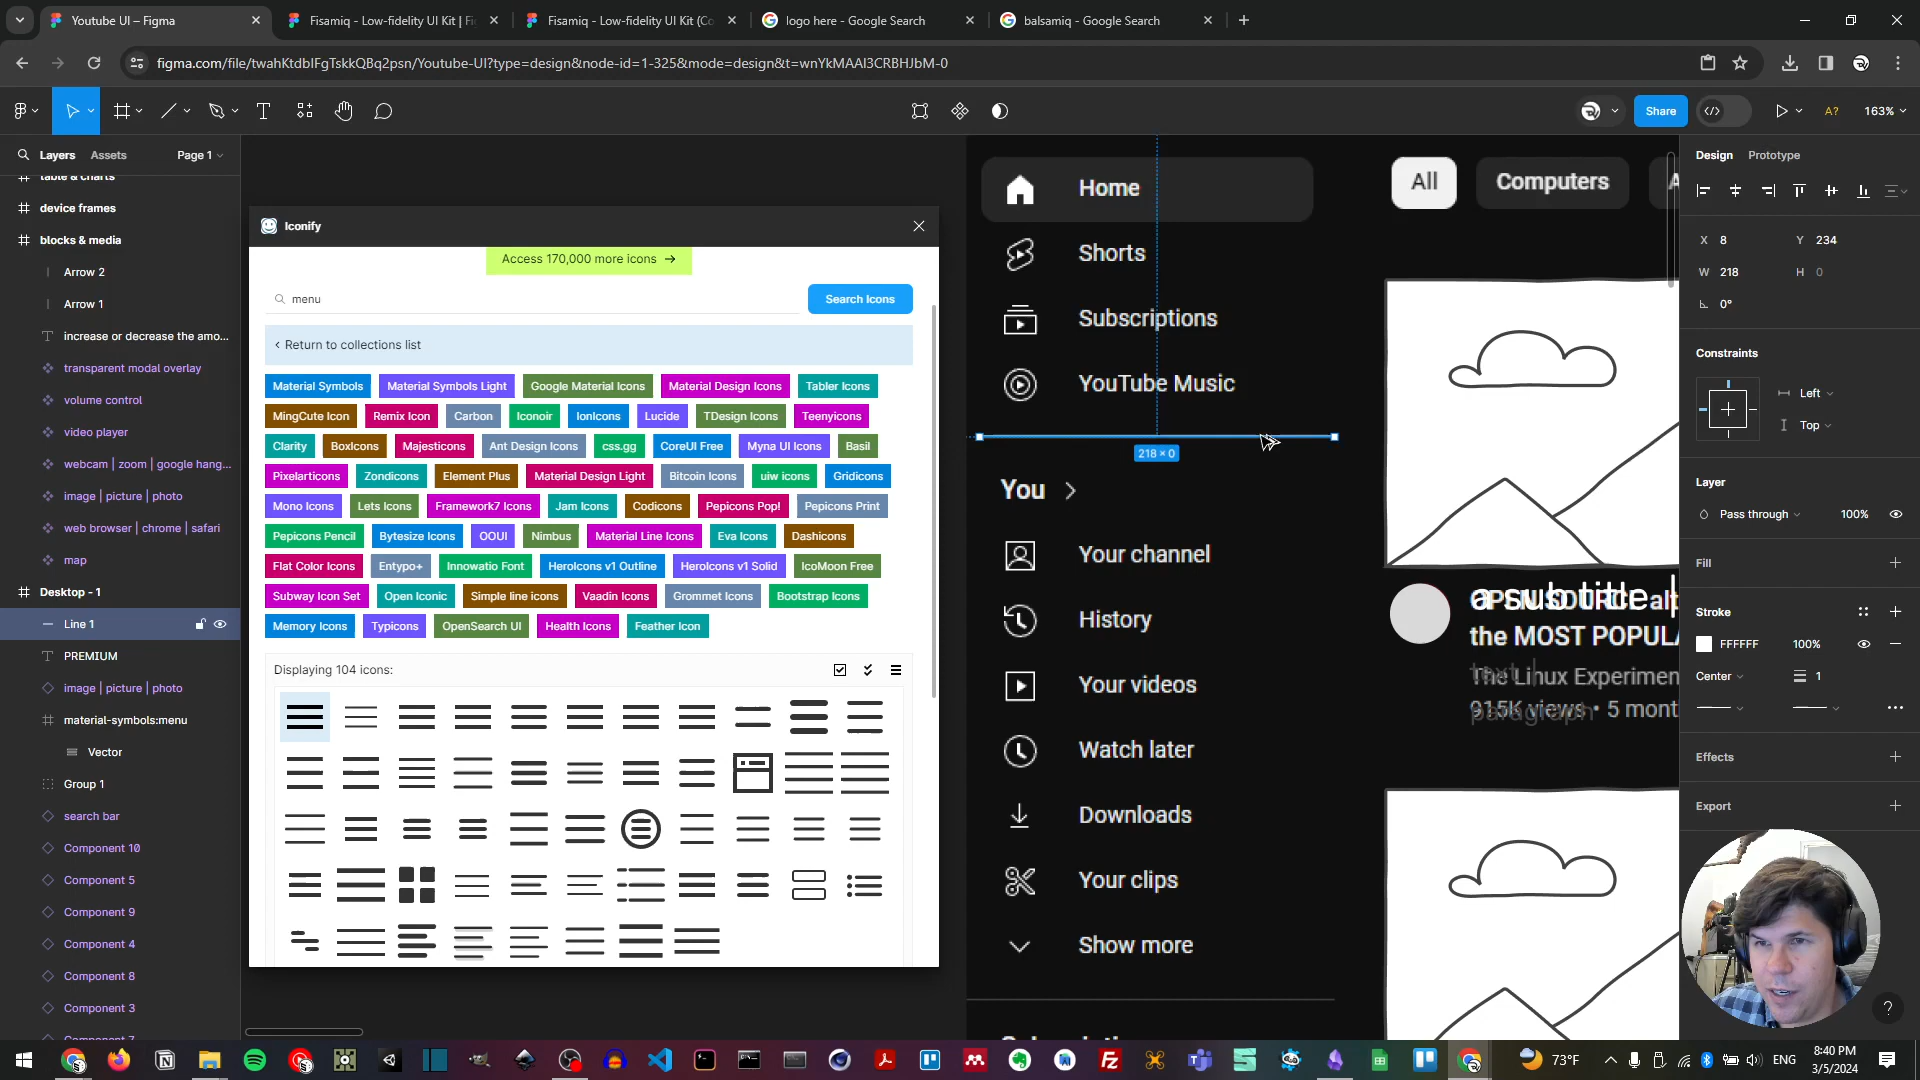 Youtube UI – Figma
Fisamiq - Low-fidelity UI Kit | Fi
Fisamiq - Low-fidelity UI Kit (Co
logo here - Google Search
balsamiq - Google Search
figma.com/file/twahKtdbIFgTskkQBq2psn/Youtube-UI?type=design&node-id=1-325&mode=design&t=wnYkMAAI3CRBHJbM-0
Share
A?
163%
Layers
Assets
Page 1
table & charts
device frames
blocks & media
Arrow 2
Arrow 1
increase or decrease the amo...
transparent modal overlay
volume control
video player
webcam | zoom | google hang...
image | picture | photo
web browser | chrome | safari
map
Desktop - 1
Line 1
PREMIUM
image | picture | photo
material-symbols:menu
Vector
Group 1
search bar
Component 10
Component 5
Component 9
Component 4
Component 8
Component 3
Iconify
Access 170,000 more icons →
menu
Search Icons
‹ Return to collections list
Material Symbols
Material Symbols Light
Google Material Icons
Material Design Icons
Tabler Icons
MingCute Icon
Remix Icon
Carbon
Iconoir
IonIcons
Lucide
TDesign Icons
Teenyicons
Clarity
BoxIcons
Majesticons
Ant Design Icons
css.gg
CoreUI Free
Myna UI Icons
Basil
Pixelarticons
Zondicons
Element Plus
Material Design Light
Bitcoin Icons
uiw icons
Gridicons
Mono Icons
Lets Icons
Framework7 Icons
Jam Icons
Codicons
Pepicons Pop!
Pepicons Print
Pepicons Pencil
Bytesize Icons
OOUI
Nimbus
Material Line Icons
Eva Icons
Dashicons
Flat Color Icons
Entypo+
Innowatio Font
HeroIcons v1 Outline
HeroIcons v1 Solid
IcoMoon Free
Subway Icon Set
Open Iconic
Simple line icons
Vaadin Icons
Grommet Icons
Bootstrap Icons
Memory Icons
Typicons
OpenSearch UI
Health Icons
Feather Icon
Displaying 104 icons:
Home
Shorts
Subscriptions
YouTube Music
218 × 0
You
Your channel
History
Your videos
Watch later
Downloads
Your clips
Show more
All
Computers
a sub title
the MOST POPUL
The Linux Experimen
915K views • 5 mont
paragraph
Design
Prototype
X 8
Y 234
W 218
H 0
0°
Constraints
Left
Top
Layer
Pass through
100%
Fill
Stroke
FFFFFF
100%
Center
1
Effects
Export
?
73°F
ENG
8:40 PM
3/5/2024